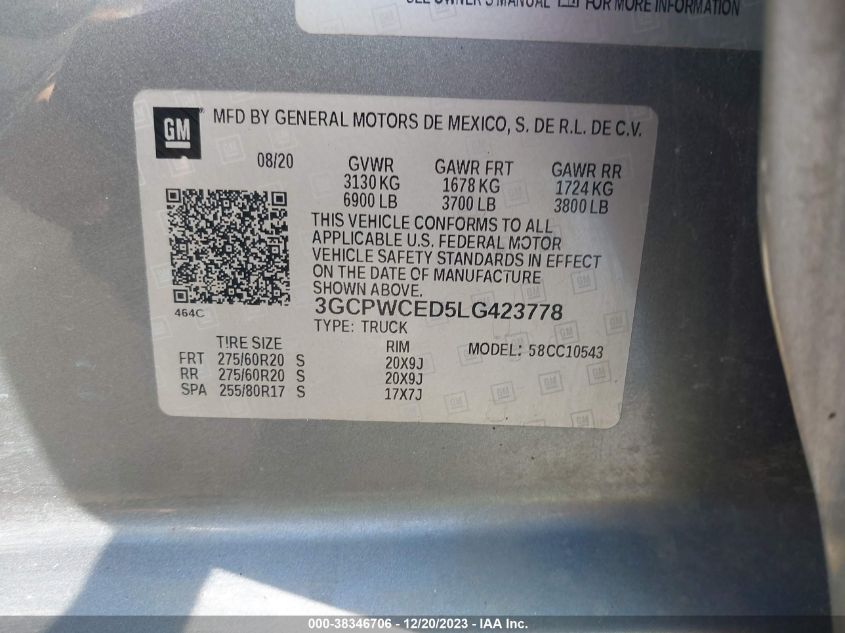 SEE OWNER'S MANUAL FOR MORE INFORMATION
GM ® MFD BY GENERAL MOTORS DE MEXICO, S. DE R.L. DE C.V.
08/20 GVWR GAWR FRT GAWR RR
3130 KG 1678 KG 1724 KG
6900 LB 3700 LB 3800 LB
THIS VEHICLE CONFORMS TO ALL
APPLICABLE U.S. FEDERAL MOTOR
VEHICLE SAFETY STANDARDS IN EFFECT
ON THE DATE OF MANUFACTURE
SHOWN ABOVE.
464C 3GCPWCED5LG423778
TYPE: TRUCK
TIRE SIZE RIM MODEL: 58CC10543
FRT 275/60R20 S 20X9J
RR 275/60R20 S 20X9J
SPA 255/80R17 S 17X7J
000-38346706 - 12/20/2023 - IAA Inc.